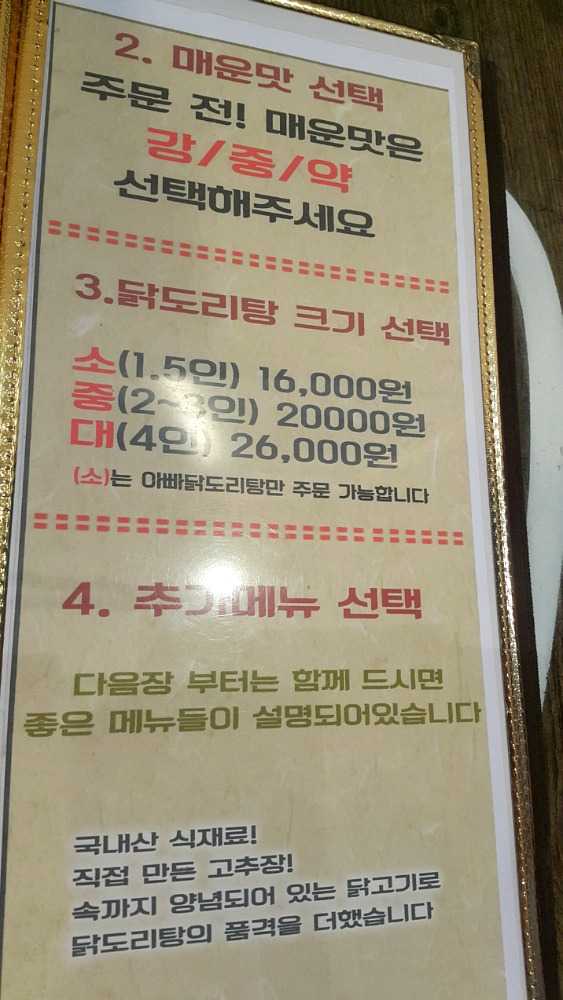 2. 매운맛 선택
주문 전! 매운맛은
강/중/약
선택해주세요
3.닭도리탕 크기 선택
소(1.5인) 16,000원
중(2~3인) 20000원
대(4인) 26,000원
(소)는 아빠닭도리탕만 주문 가능합니다
4. 추가메뉴 선택
다음장 부터는 함께 드시면
좋은 메뉴들이 설명되어있습니다
국내산 식재료!
직접 만든 고추장!
속까지 양념되어 있는 닭고기로
닭도리탕의 품격을 더했습니다